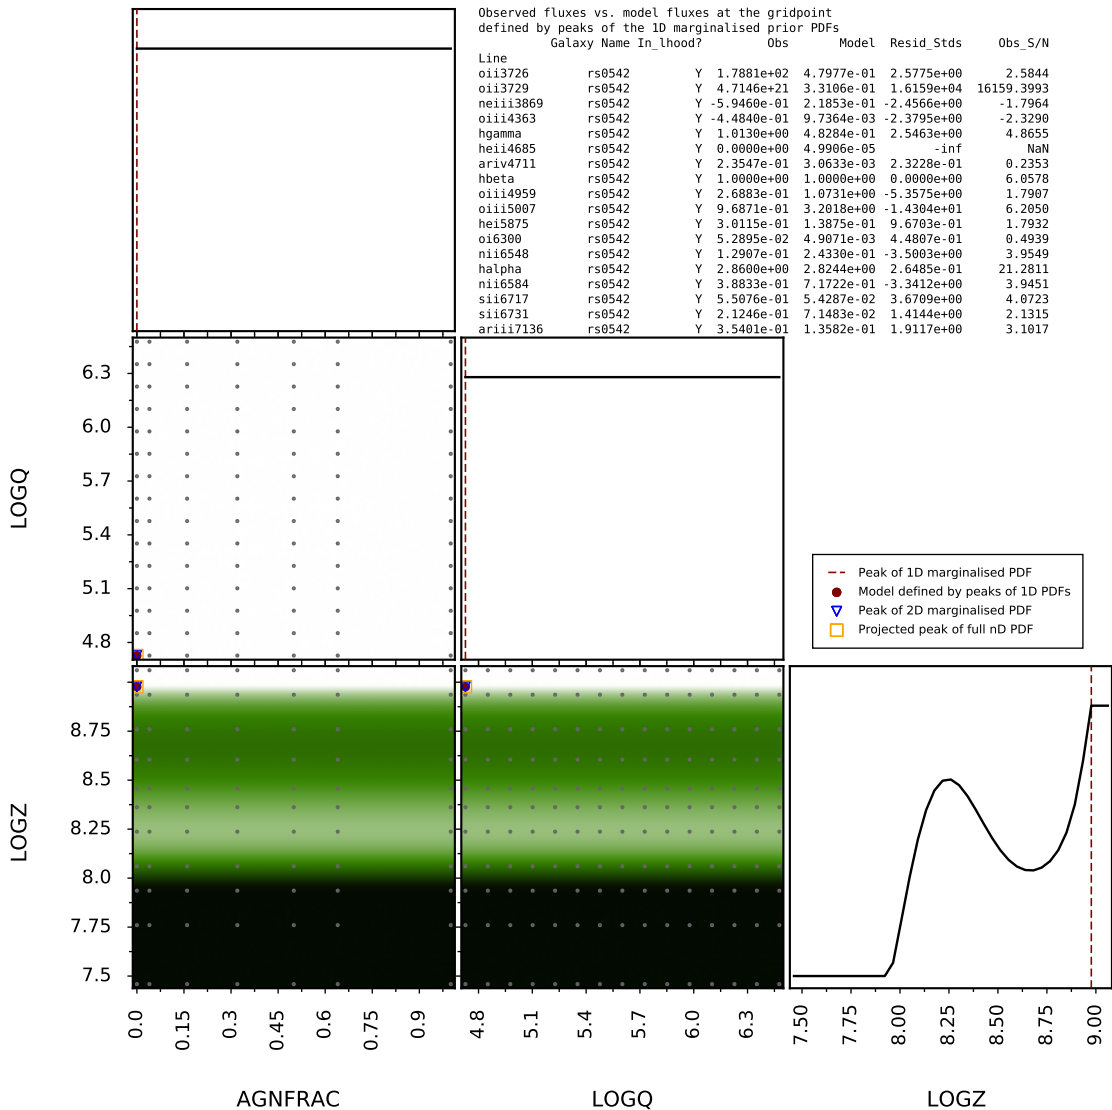 Observed fluxes vs. model fluxes at the gridpoint
defined by peaks of the 1D marginalised prior PDFs
Galaxy Name In_lhood? Obs Model Resid_Stds Obs_S/N
Line
oii3726 rs0542 Y 1.7881e+02 4.7977e-01 2.5775e+00 2.5844
oii3729 rs0542 Y 4.7146e+21 3.3106e-01 1.6159e+04 16159.3993
neiii3869 rs0542 Y -5.9460e-01 2.1853e-01 -2.4566e+00 -1.7964
oiii4363 rs0542 Y -4.4840e-01 9.7364e-03 -2.3795e+00 -2.3290
hgamma rs0542 Y 1.0130e+00 4.8284e-01 2.5463e+00 4.8655
heii4685 rs0542 Y 0.0000e+00 4.9906e-05 -inf NaN
ariv4711 rs0542 Y 2.3547e-01 3.0633e-03 2.3228e-01 0.2353
hbeta rs0542 Y 1.0000e+00 1.0000e+00 0.0000e+00 6.0578
oiii4959 rs0542 Y 2.6883e-01 1.0731e+00 -5.3575e+00 1.7907
oiii5007 rs0542 Y 9.6871e-01 3.2018e+00 -1.4304e+01 6.2050
hei5875 rs0542 Y 3.0115e-01 1.3875e-01 9.6703e-01 1.7932
oi6300 rs0542 Y 5.2895e-02 4.9071e-03 4.4807e-01 0.4939
nii6548 rs0542 Y 1.2907e-01 2.4330e-01 -3.5003e+00 3.9549
halpha rs0542 Y 2.8600e+00 2.8244e+00 2.6485e-01 21.2811
nii6584 rs0542 Y 3.8833e-01 7.1722e-01 -3.3412e+00 3.9451
sii6717 rs0542 Y 5.5076e-01 5.4287e-02 3.6709e+00 4.0723
sii6731 rs0542 Y 2.1246e-01 7.1483e-02 1.4144e+00 2.1315
ariii7136 rs0542 Y 3.5401e-01 1.3582e-01 1.9117e+00 3.1017
LOGQ
6.3
6.0
5.7
5.4
5.1
4.8
Peak of 1D marginalised PDF
Model defined by peaks of 1D PDFs
Peak of 2D marginalised PDF
Projected peak of full nD PDF
LOGZ
8.75
8.5
8.25
8.0
7.75
7.5
0.0 0.15 0.3 0.45 0.6 0.75 0.9
4.8 5.1 5.4 5.7 6.0 6.3
7.50 7.75 8.00 8.25 8.50 8.75 9.00
AGNFRAC LOGQ LOGZ